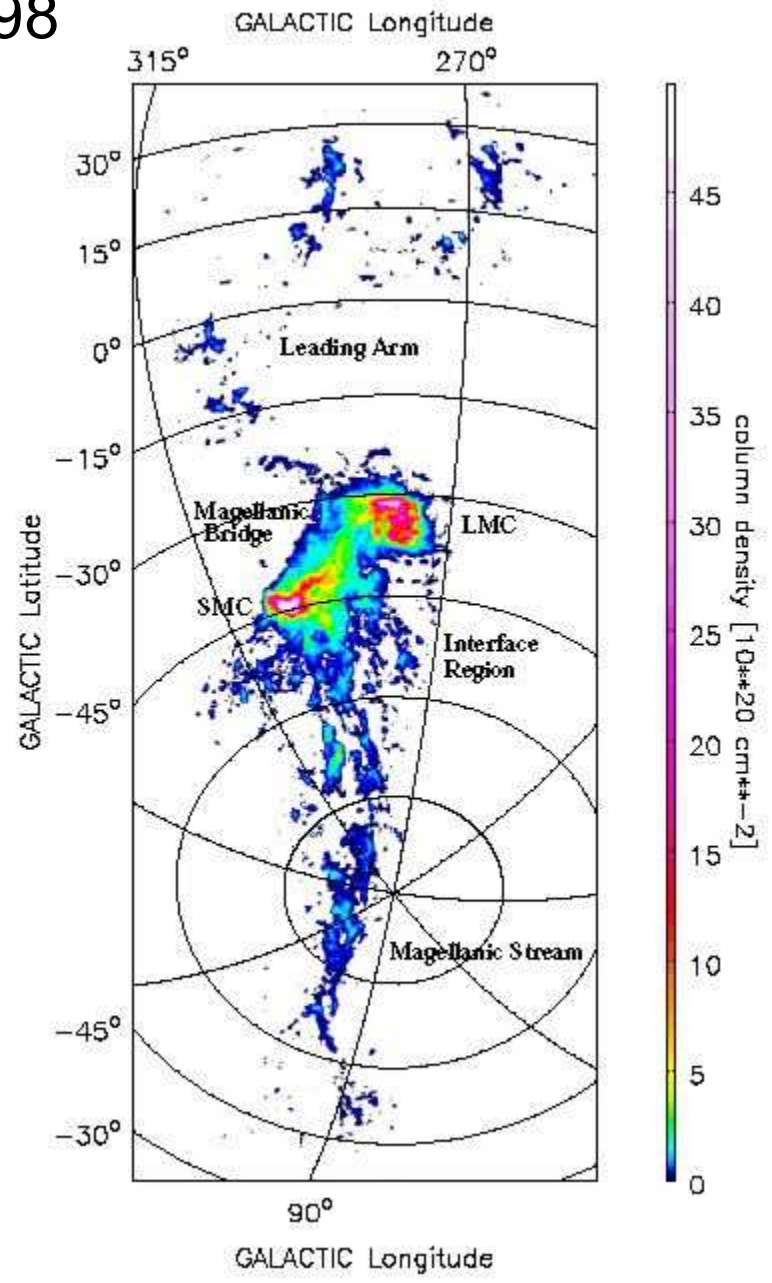 98
GALACTIC Longitude
315° 270°
30°
15°
0°
Leading Arm
-15°
Magellanic
Bridge
LMC
-30°
SMC
Interface
Region
-45°
Magellanic Stream
-45°
-30°
90°
GALACTIC Longitude
GALACTIC Latitude
45
40
35
30
25
20
15
10
5
0
column density [10**20 cm**-2]